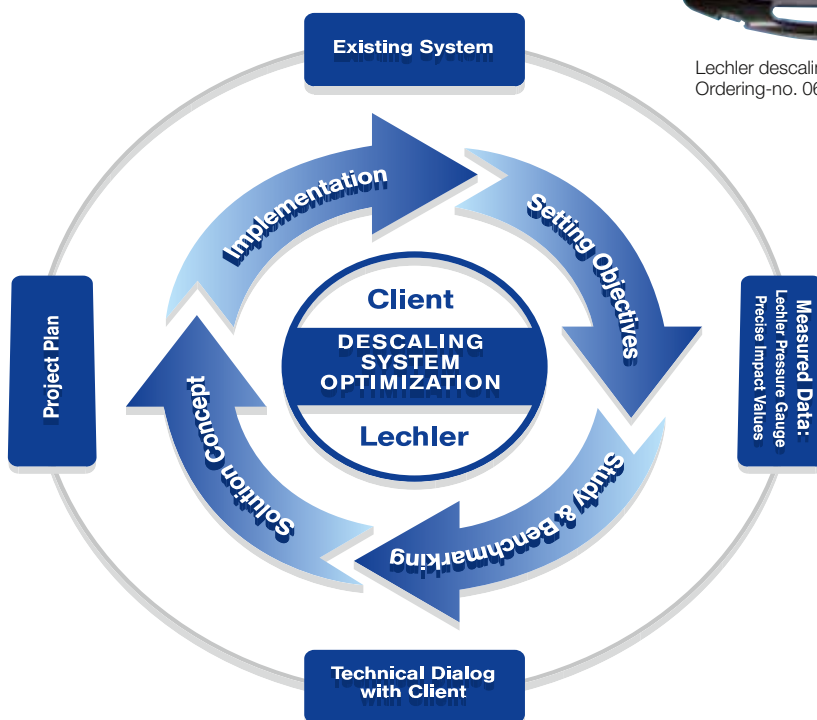 Existing System
Lechler descalin
Ordering-no. 06
Implementation
Setting Objectives
Client
DESCALING
SYSTEM
OPTIMIZATION
Lechler
Project Plan
Measured Data:
Lechler Pressure Gauge
Precise Impact Values
Solution Concept
Study & Benchmarking
Technical Dialog
with Client